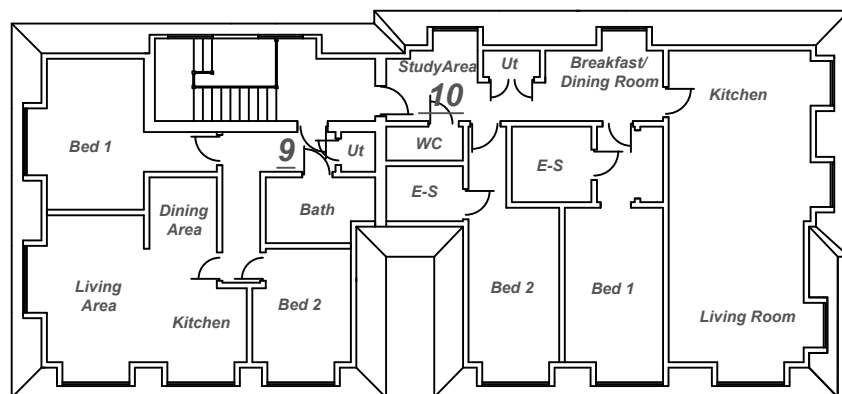 StudyArea
Ut
Breakfast/
Dining Room
Kitchen
10
Bed 1
9
Ut
WC
E-S
E-S
Dining
Area
Bath
Living
Area
Kitchen
Bed 2
Bed 2
Bed 1
Living Room